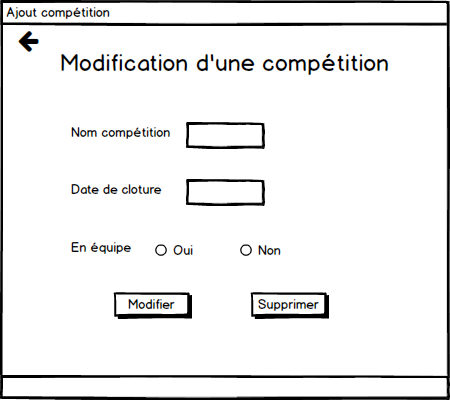 Ajout compétition
Modification d'une compétition
Nom compétition
Date de cloture
En équipe Oui Non
Modifier Supprimer